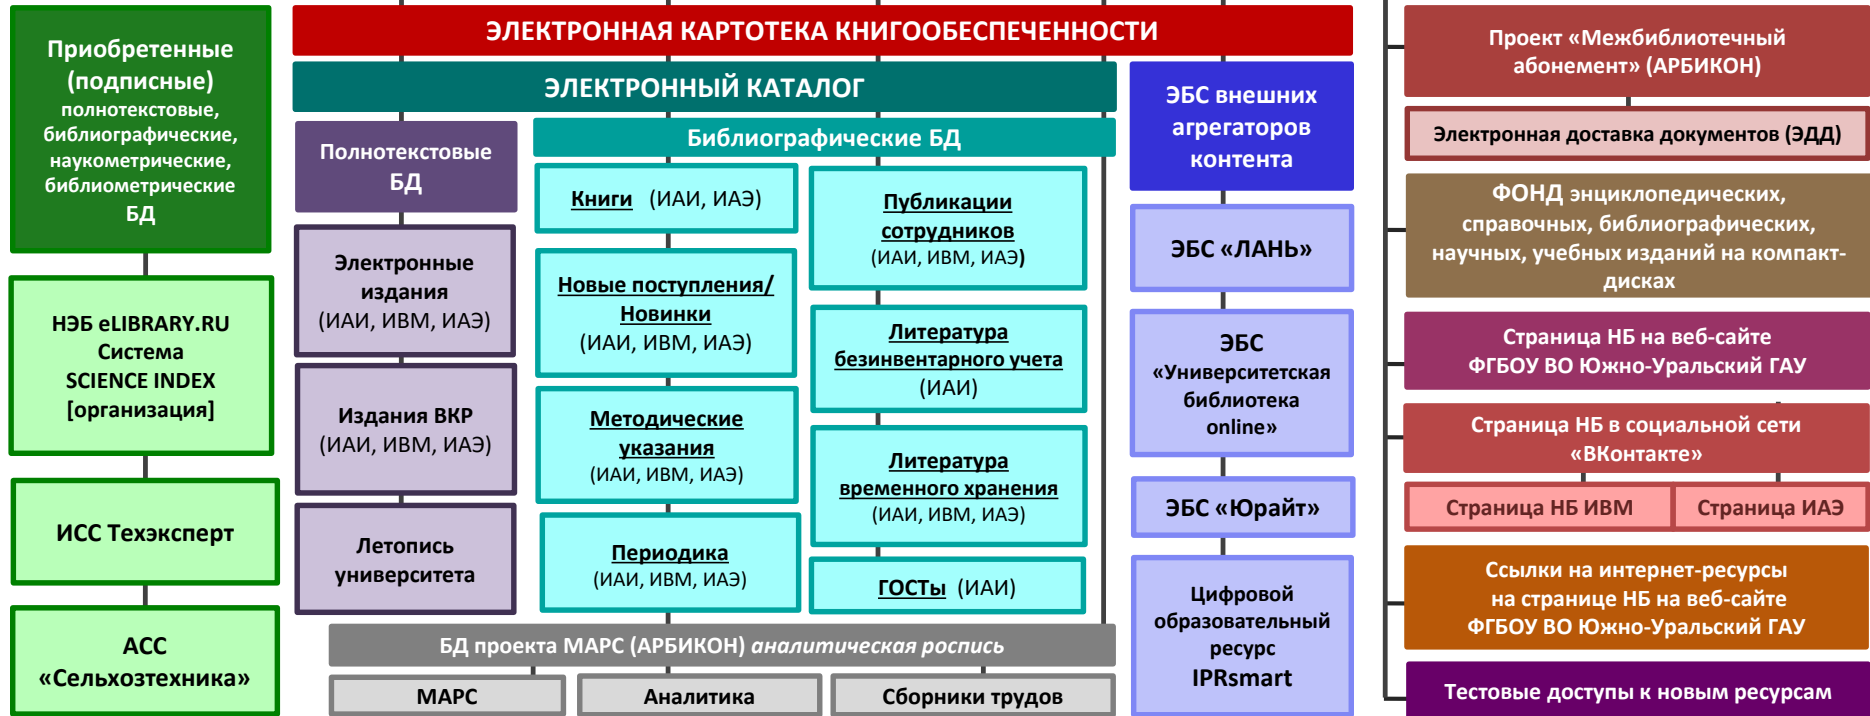 Приобретенные
(подписные)
полнотекстовые,
библиографические,
наукометрические,
библиометрические
БД
НЭБ eLIBRARY.RU
Система
SCIENCE INDEX
[организация]
ИСС Техэксперт
АСС
«Сельхозтехника»
ЭЛЕКТРОННАЯ КАРТОТЕКА КНИГООБЕСПЕЧЕННОСТИ
ЭЛЕКТРОННЫЙ КАТАЛОГ
Полнотекстовые
БД
Электронные
издания
(ИАИ, ИВМ, ИАЭ)
Издания ВКР
(ИАИ, ИВМ, ИАЭ)
Летопись
университета
Библиографические БД
Книги (ИАИ, ИАЭ)
Новые поступления/
Новинки
(ИАИ, ИВМ, ИАЭ)
Методические
указания
(ИАИ, ИВМ, ИАЭ)
Периодика
(ИАИ, ИВМ, ИАЭ)
Публикации
сотрудников
(ИАИ, ИВМ, ИАЭ)
Литература
безинвентарного учета
(ИАИ)
Литература
временного хранения
(ИАИ, ИВМ, ИАЭ)
ГОСТы (ИАИ)
БД проекта МАРС (АРБИКОН) аналитическая роспись
МАРС
Аналитика
Сборники трудов
ЭБС внешних
агрегаторов
контента
ЭБС «ЛАНЬ»
ЭБС
«Университетская
библиотека
online»
ЭБС «Юрайт»
Цифровой
образовательный
ресурс
IPRsmart
Проект «Межбиблиотечный
абонемент» (АРБИКОН)
Электронная доставка документов (ЭДД)
ФОНД энциклопедических,
справочных, библиографических,
научных, учебных изданий на компакт-
дисках
Страница НБ на веб-сайте
ФГБОУ ВО Южно-Уральский ГАУ
Страница НБ в социальной сети
«ВКонтакте»
Страница НБ ИВМ
Страница ИАЭ
Ссылки на интернет-ресурсы
на странице НБ на веб-сайте
ФГБОУ ВО Южно-Уральский ГАУ
Тестовые доступы к новым ресурсам